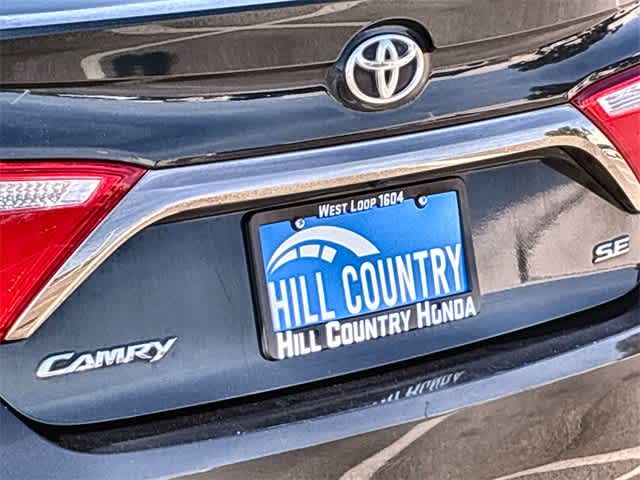 West Loop 1604
HILL COUNTRY
Hill Country Honda
CAMRY
SE